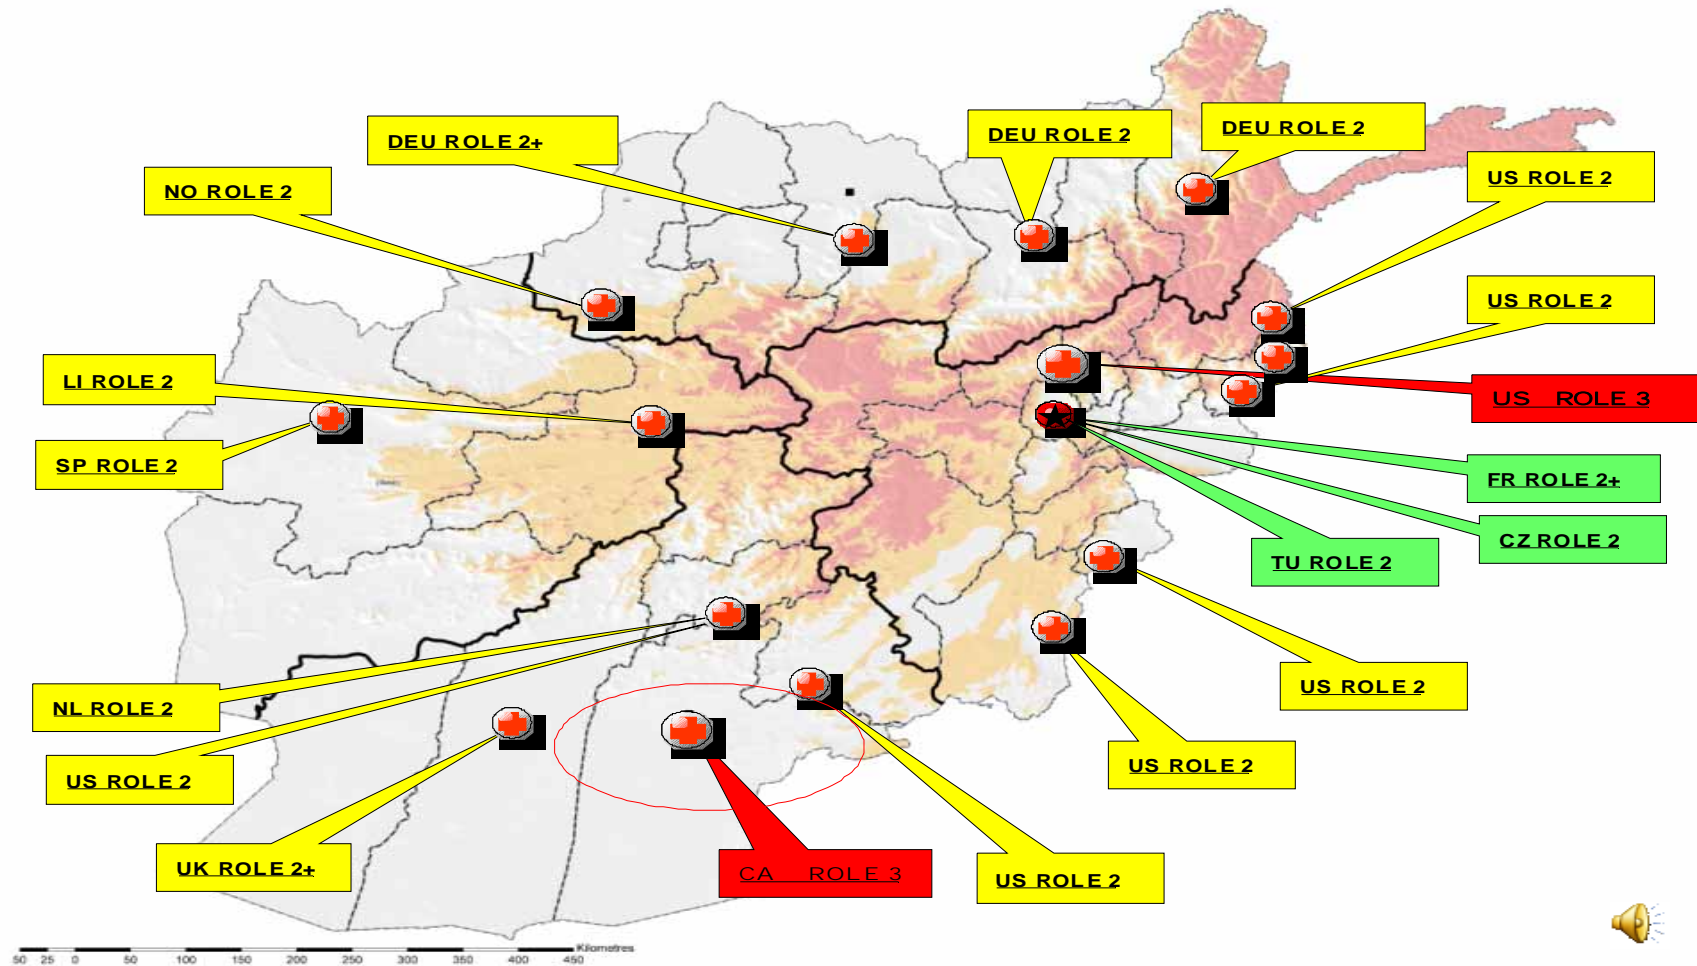 DEU ROLE 2+
DEU ROLE 2
DEU ROLE 2
NO ROLE 2
US ROLE 2
US ROLE 2
LI ROLE 2
US ROLE 3
SP ROLE 2
FR ROLE 2+
CZ ROLE 2
TU ROLE 2
NL ROLE 2
US ROLE 2
US ROLE 2
US ROLE 2
UK ROLE 2+
CA ROLE 3
US ROLE 2
Kilometres
50 25 0 50 100 150 200 250 300 350 400 450